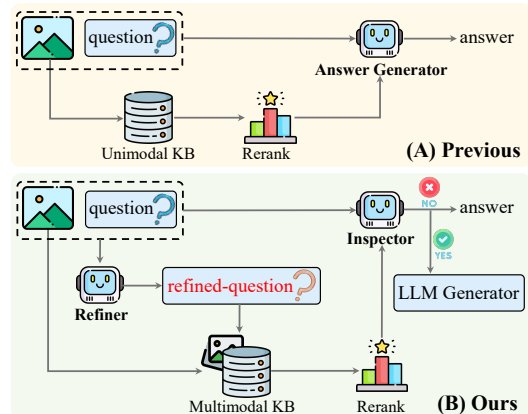 question
answer
Answer Generator
Unimodal KB
Rerank
(A) Previous
question
NO
answer
Inspector
YES
refined-question
LLM Generator
Refiner
Multimodal KB
Rerank
(B) Ours